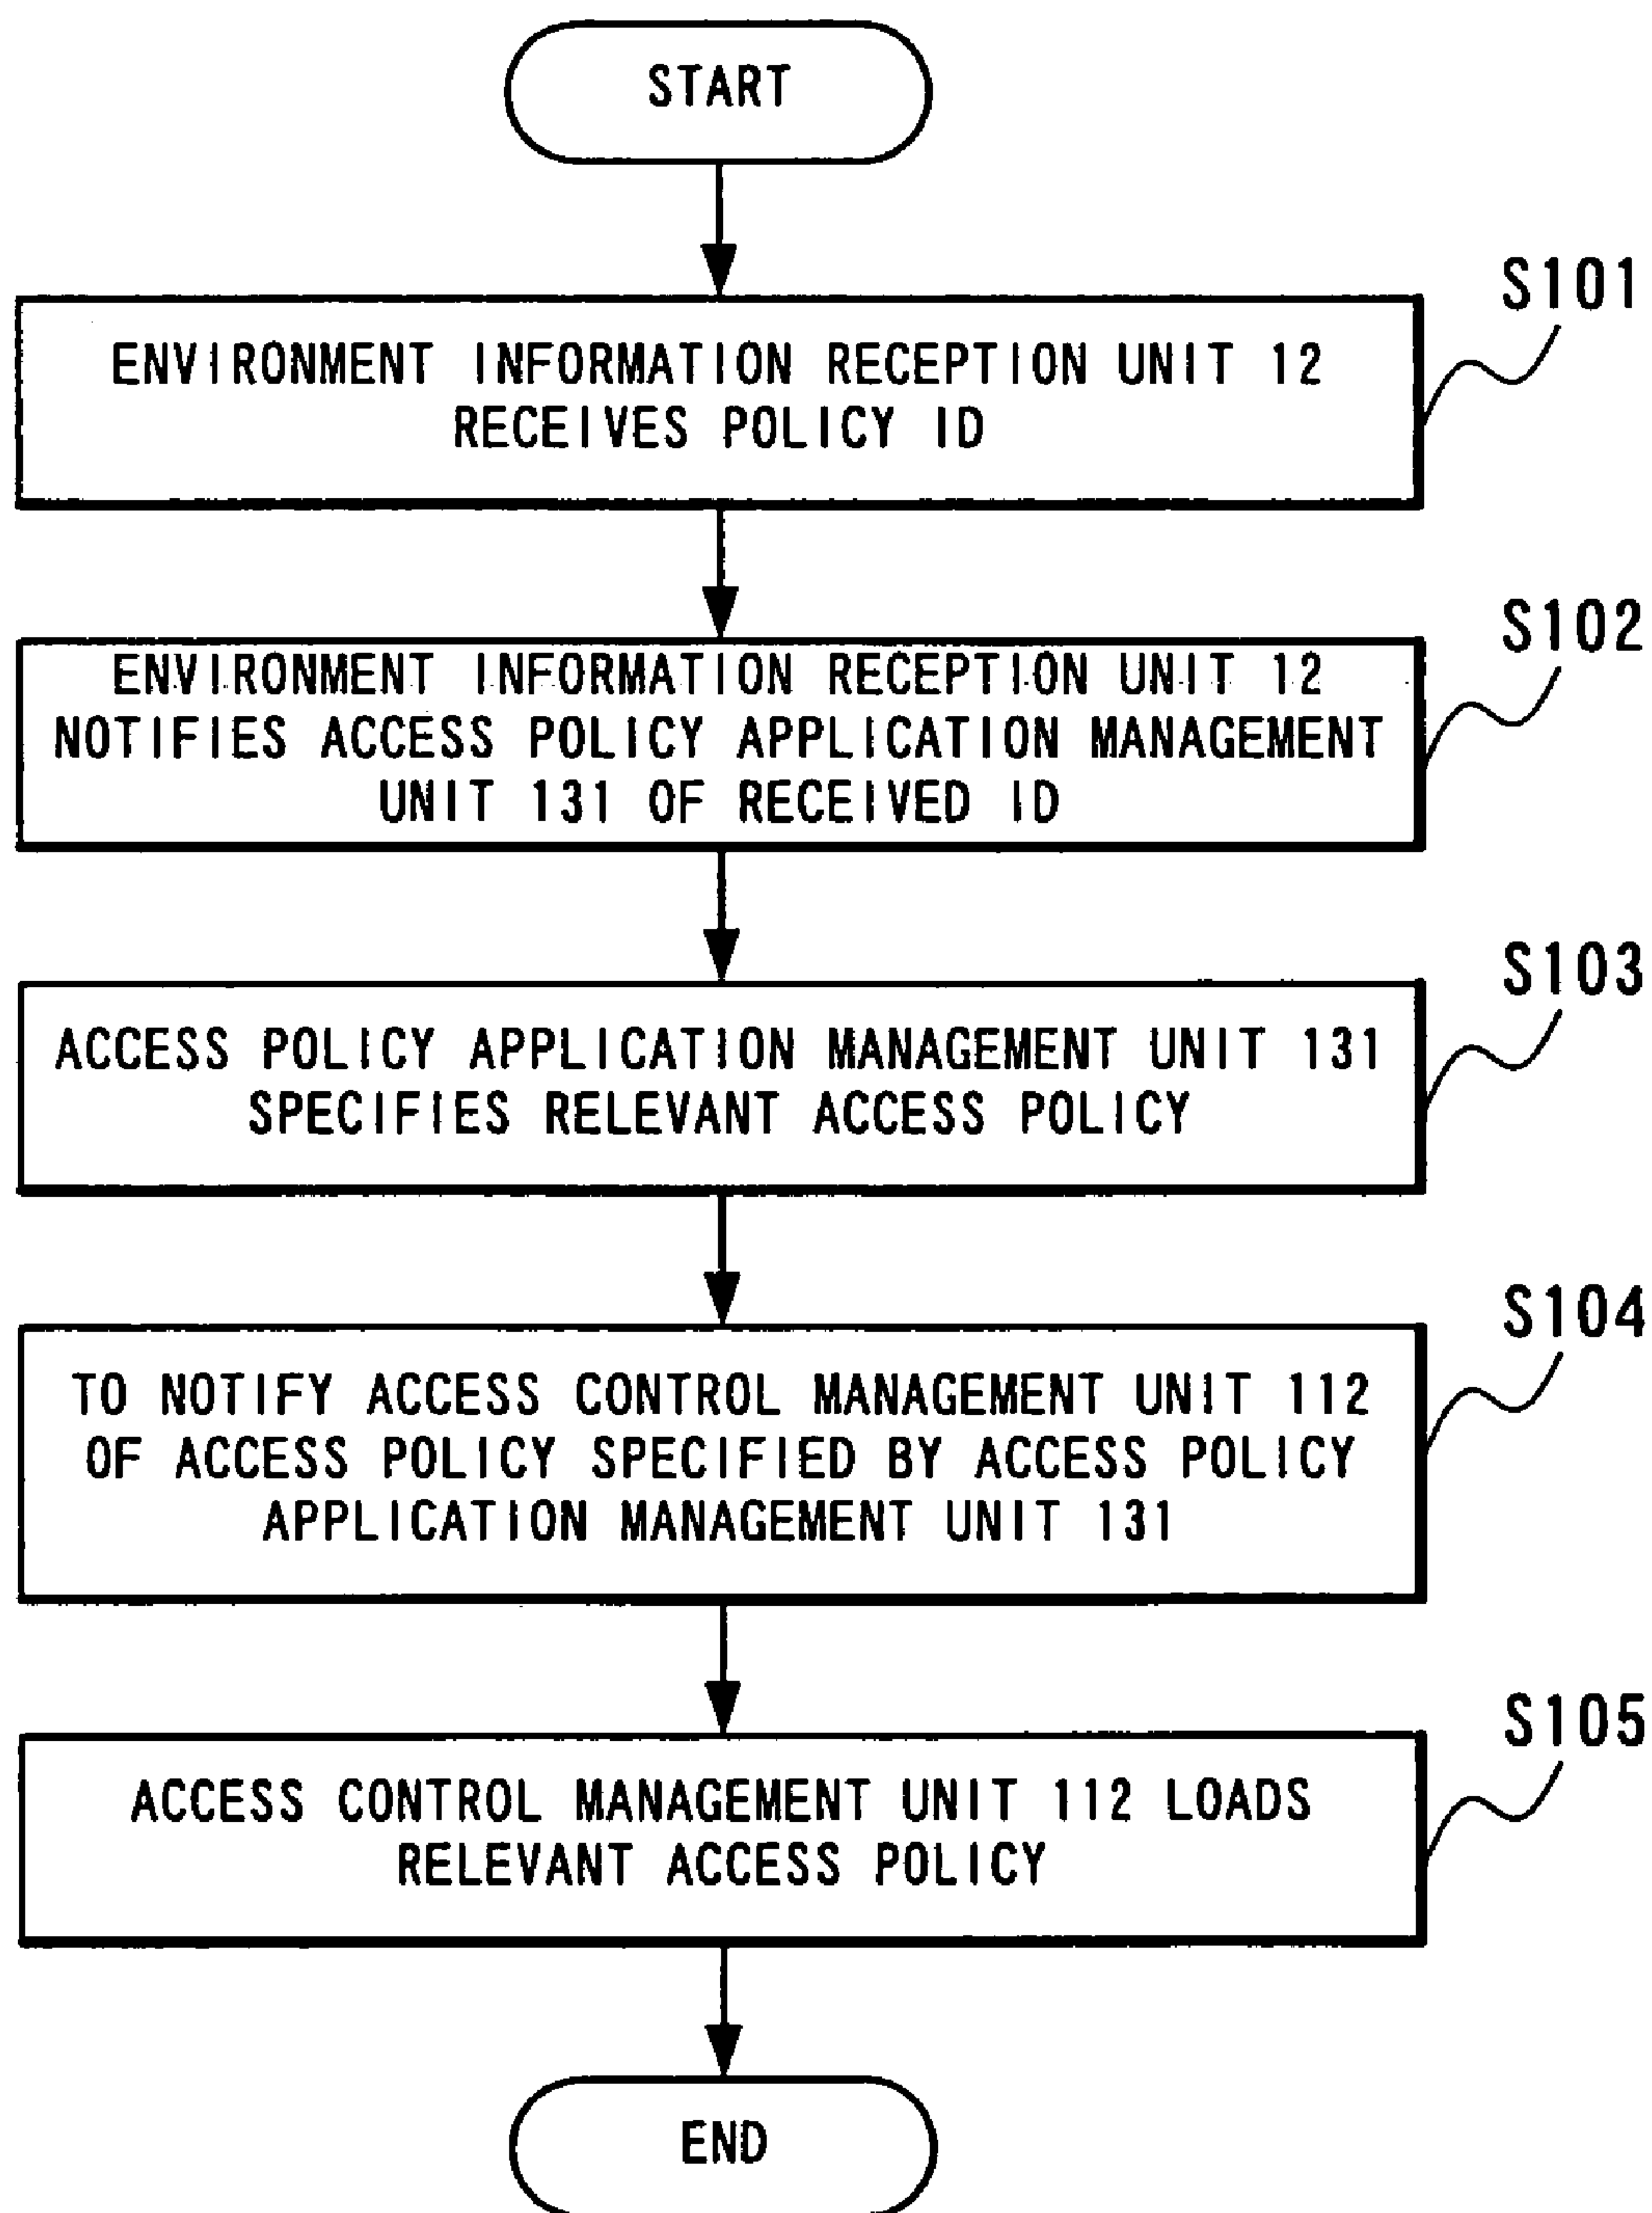 START
S101
ENVIRONMENT INFORMATION RECEPTION UNIT 12
RECEIVES POLICY ID
S102
ENVIRONMENT INFORMATION RECEPTION UNIT 12
NOTIFIES ACCESS POLICY APPLICATION MANAGEMENT
UNIT 131 OF RECEIVED ID
S103
ACCESS POLICY APPLICATION MANAGEMENT UNIT 131
SPECIFIES RELEVANT ACCESS POLICY
S104
TO NOTIFY ACCESS CONTROL MANAGEMENT UNIT 112
OF ACCESS POLICY SPECIFIED BY ACCESS POLICY
APPLICATION MANAGEMENT UNIT 131
S105
ACCESS CONTROL MANAGEMENT UNIT 112 LOADS
RELEVANT ACCESS POLICY
END